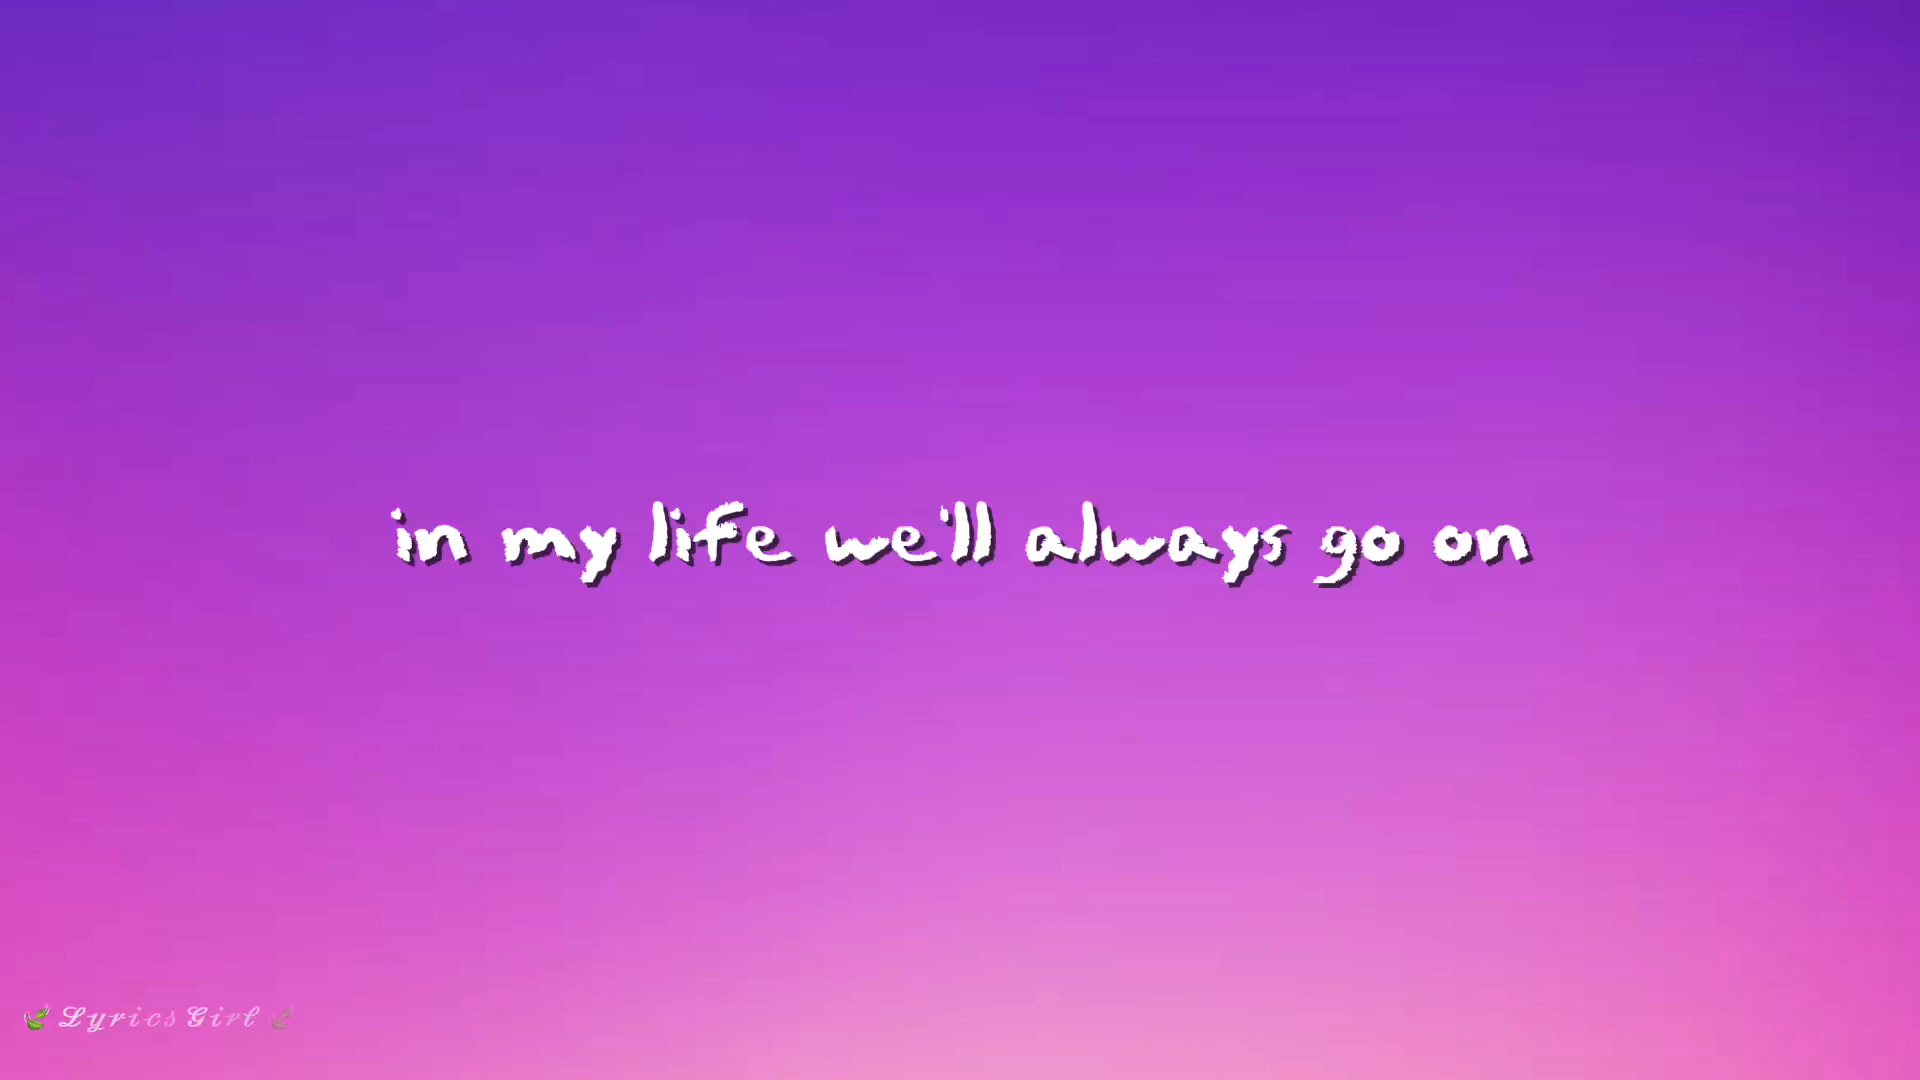 in my life we'll always go on
🌿 𝓛𝔂𝓻𝓲𝓬𝓼 𝓖𝓲𝓻𝓵 🌿